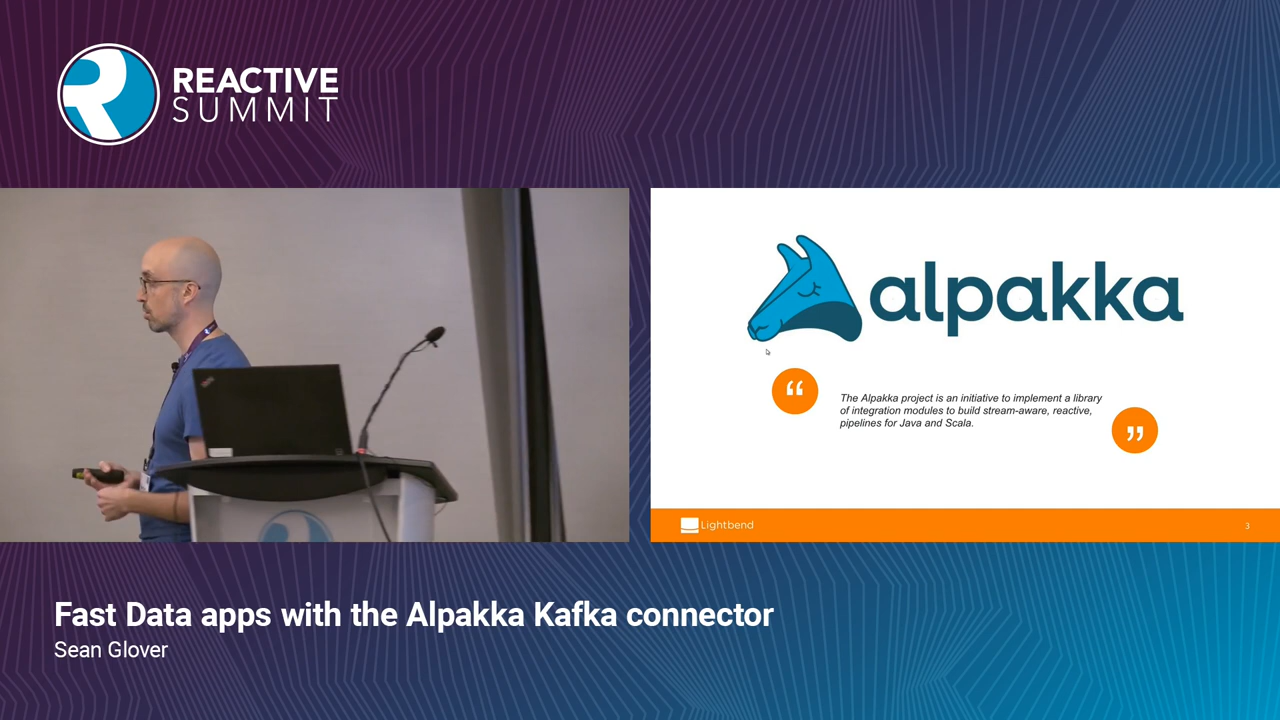 REACTIVE
SUMMIT
alpakka
“
The Alpakka project is an initiative to implement a library
of integration modules to build stream-aware, reactive,
pipelines for Java and Scala.
”
Lightbend
3
Fast Data apps with the Alpakka Kafka connector
Sean Glover